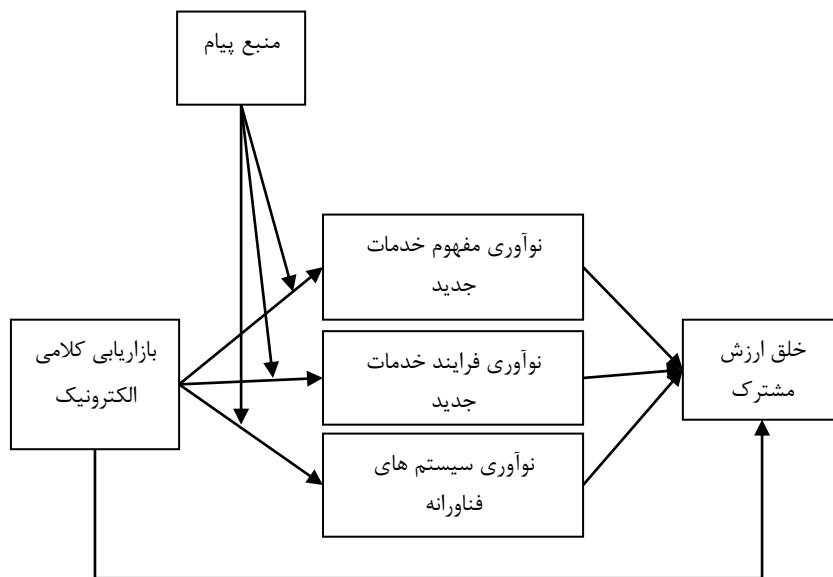 منبع پیام
نوآوری مفهوم خدمات
جدید
بازاریابی کلامی
الکترونیک
نوآوری فرایند خدمات
جدید
خلق ارزش
مشترک
نوآوری سیستم های
فناورانه